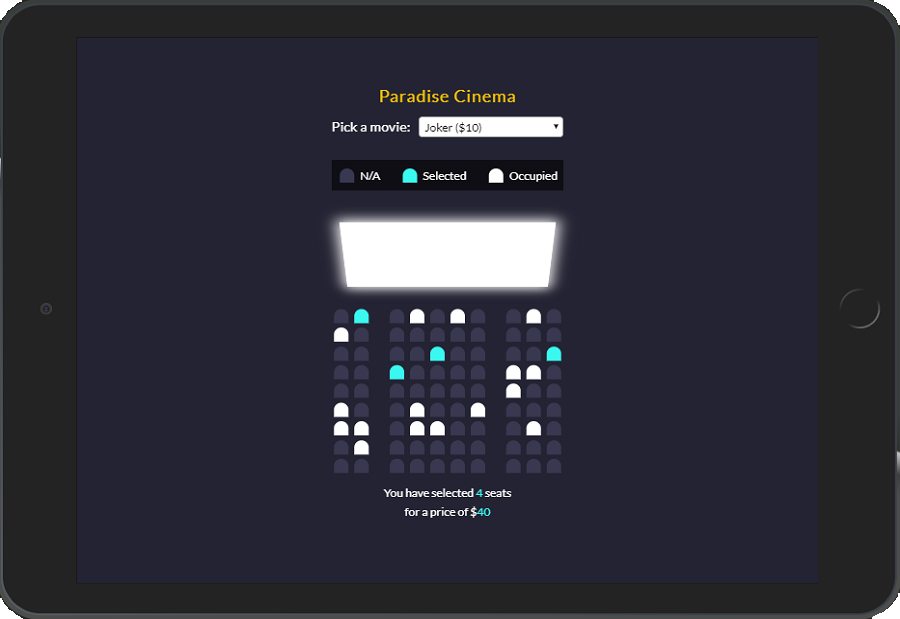 Paradise Cinema
Pick a movie: Joker ($10)
N/A Selected Occupied
You have selected 4 seats
for a price of $40